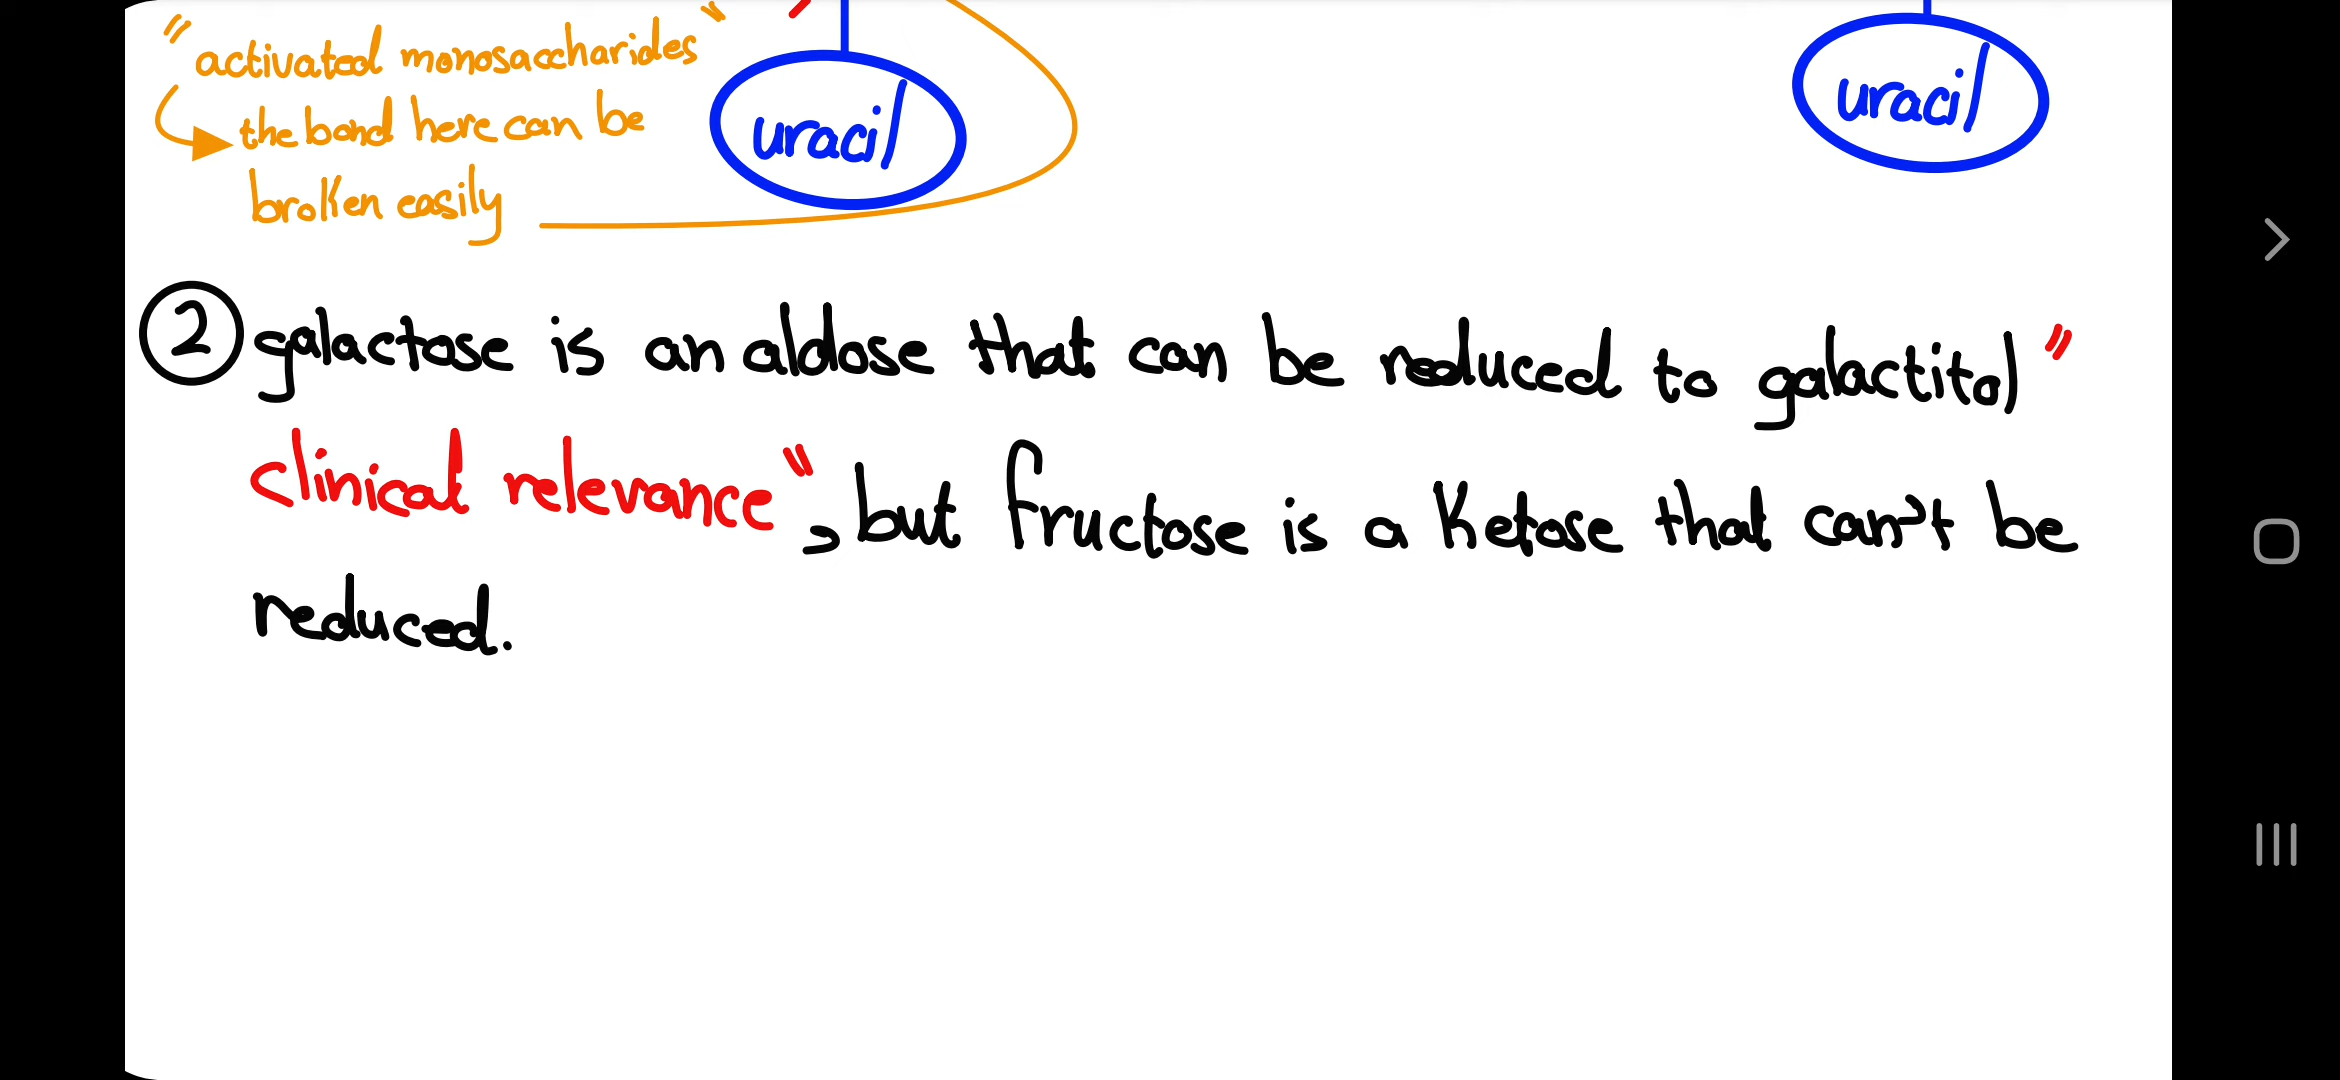 "activated monosaccharides"
the bond here can be
broken easily
uracil
uracil
② galactose is an aldose that can be reduced to galactitol "
clinical relevance", but fructose is a Ketose that can't be
reduced.